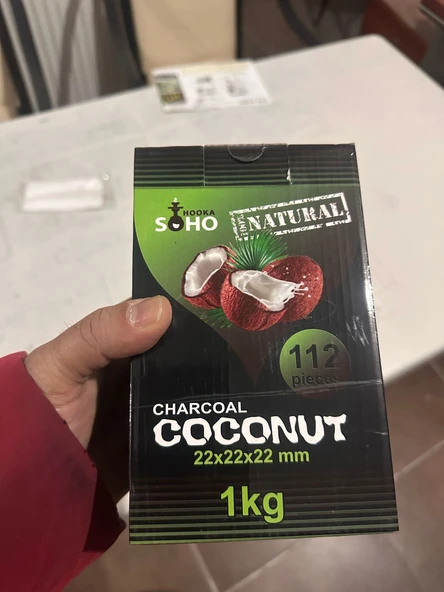 HOOKA
SOHO
100%
NATURAL
112
pieces
CHARCOAL
COCONUT
22x22x22 mm
1kg